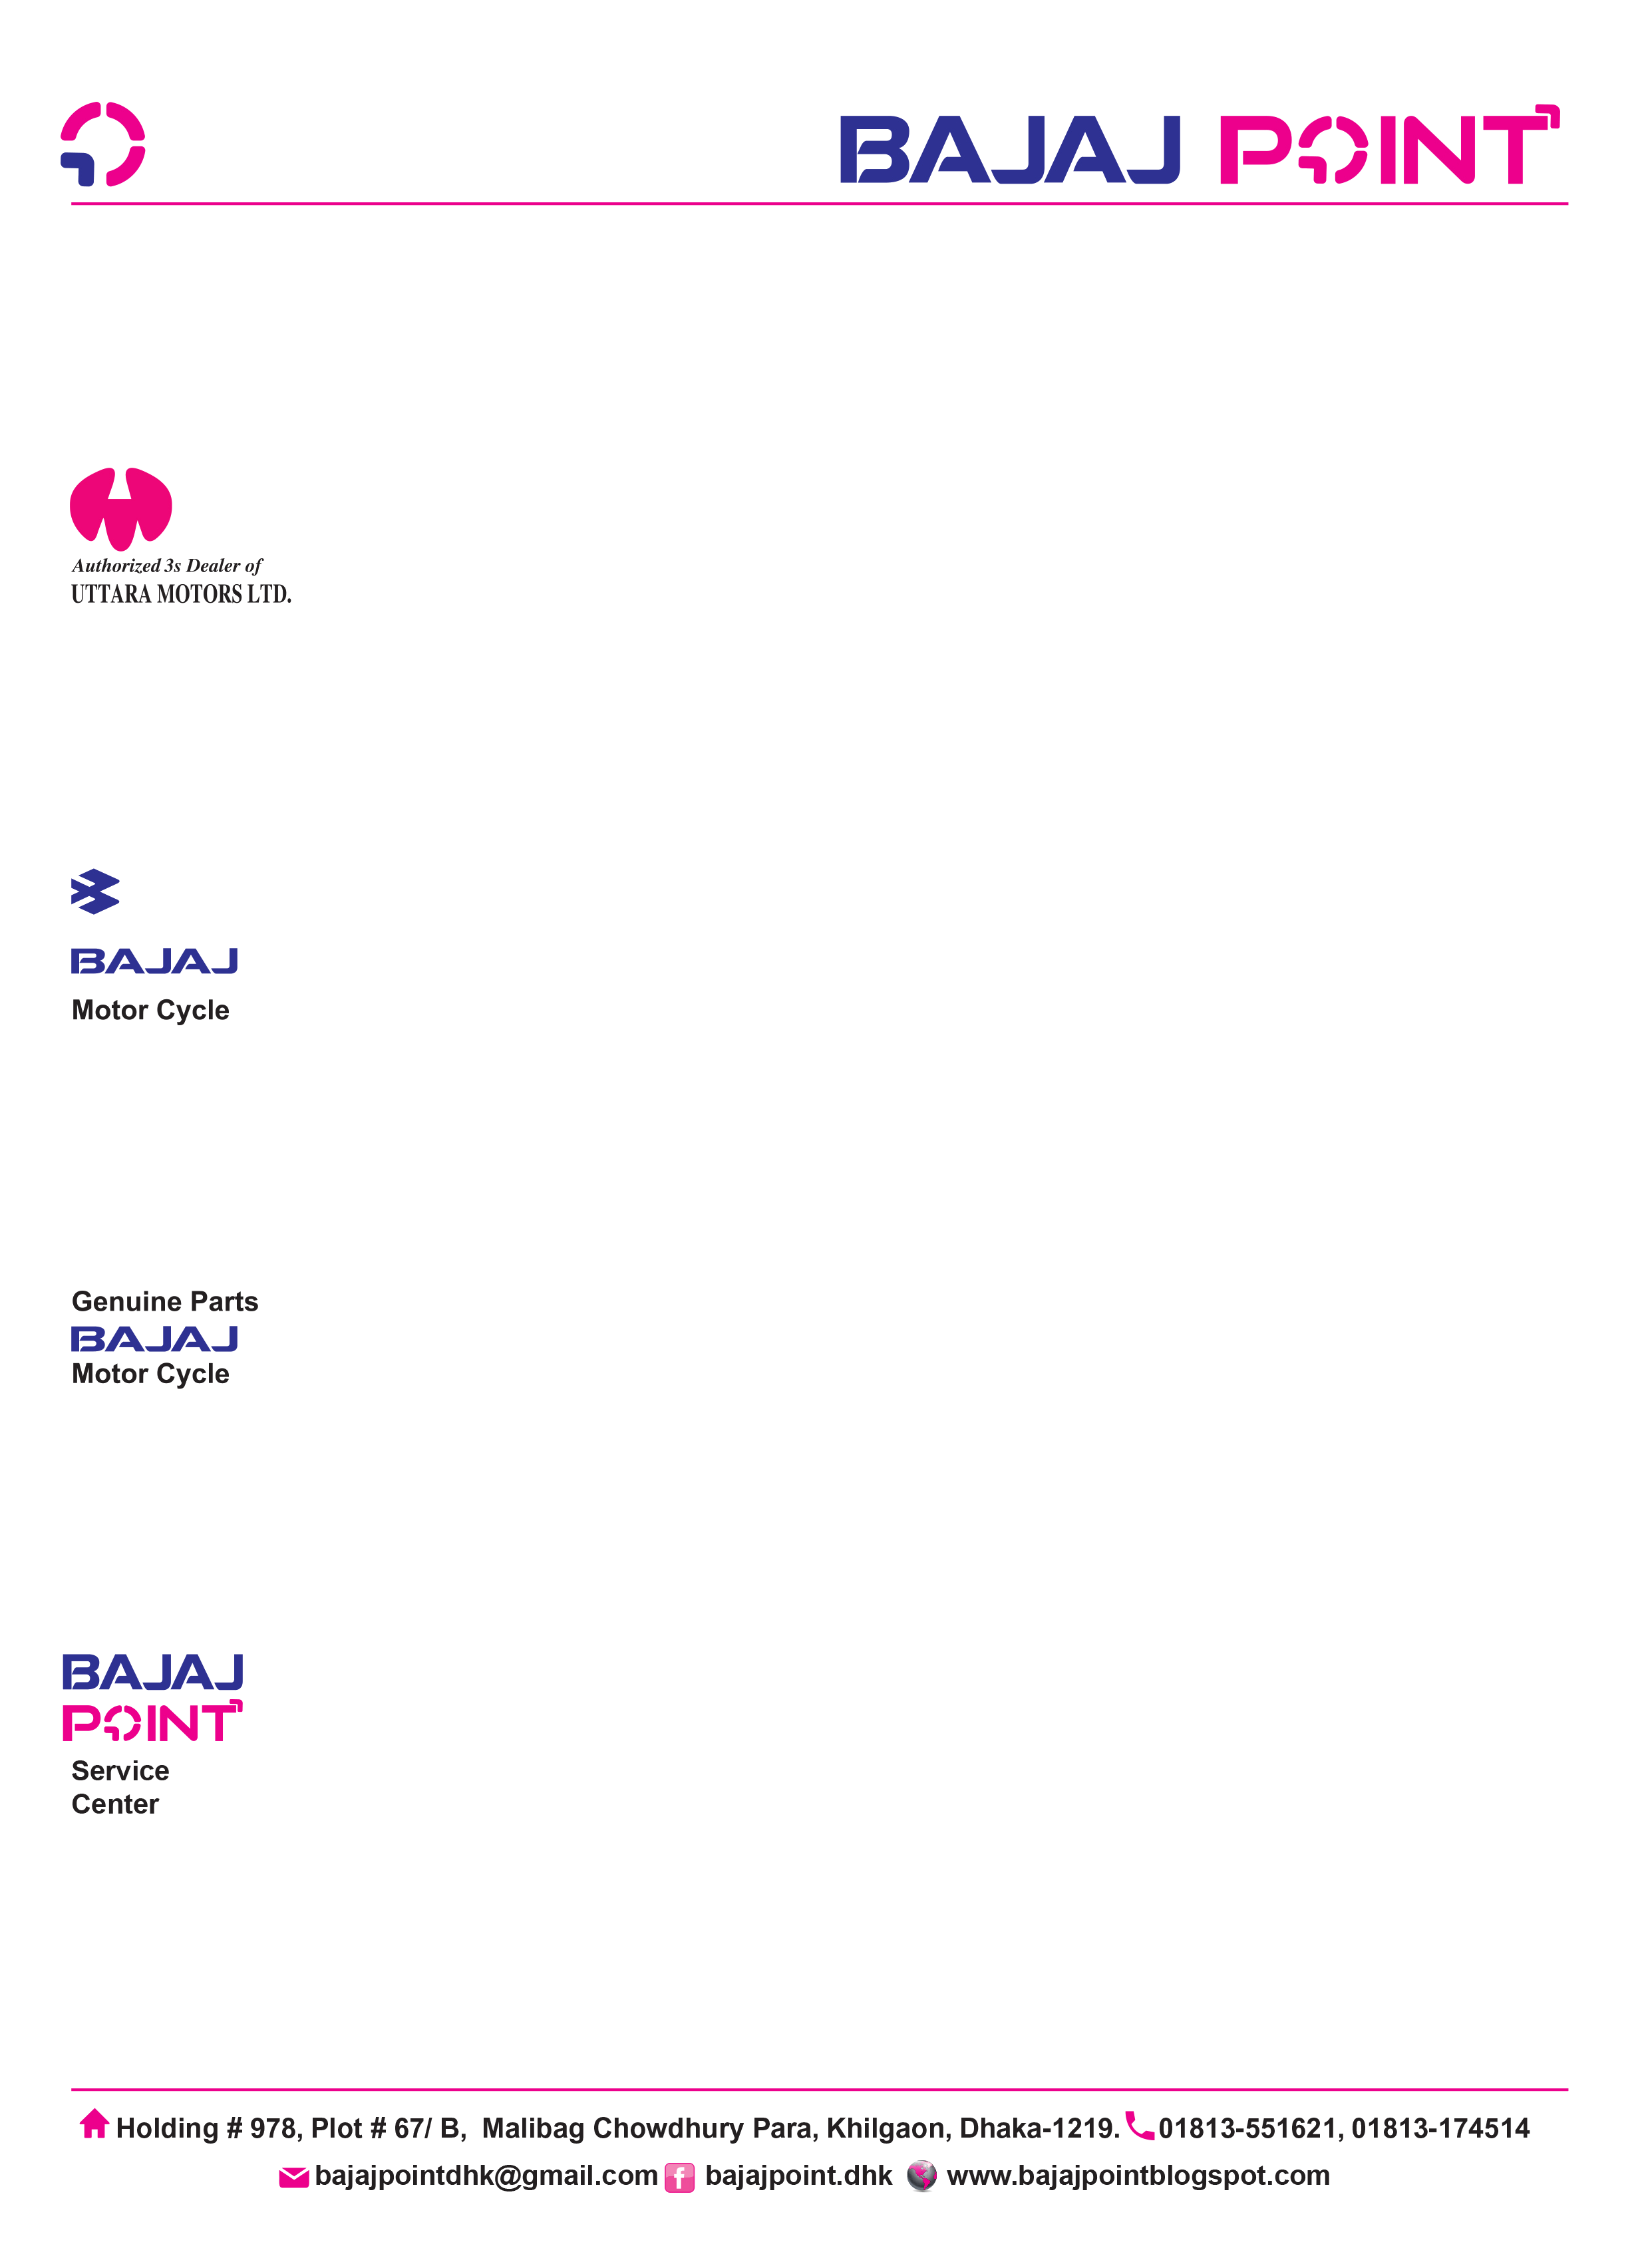 BAJAJ POINT
Authorized 3s Dealer of
UTTARA MOTORS LTD.
BAJAJ
Motor Cycle
Genuine Parts
BAJAJ
Motor Cycle
BAJAJ
POINT
Service
Center
Holding # 978, Plot # 67/ B, Malibag Chowdhury Para, Khilgaon, Dhaka-1219. 01813-551621, 01813-174514
bajajpointdhk@gmail.com bajajpoint.dhk www.bajajpointblogspot.com